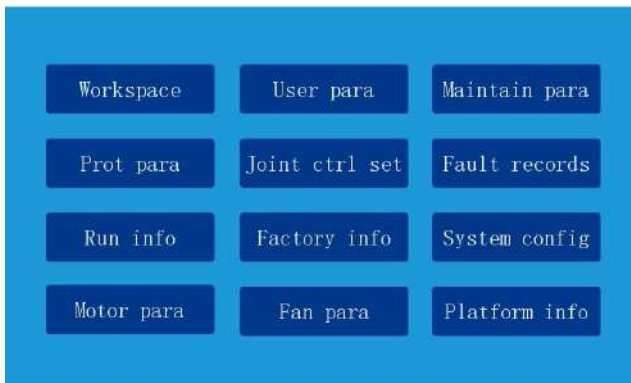 Workspace
User para
Maintain para
Prot para
Joint ctrl set
Fault records
Run info
Factory info
System config
Motor para
Fan para
Platform info